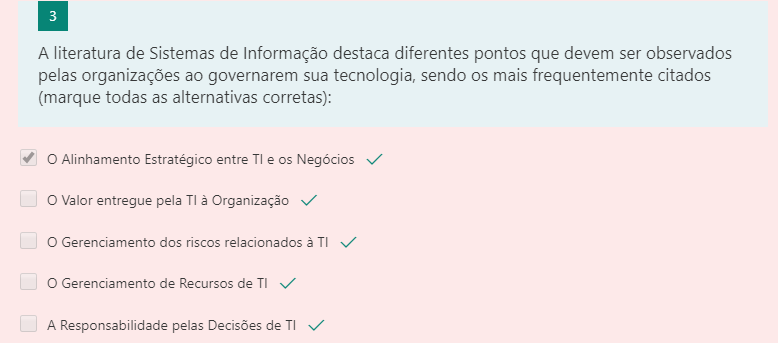 3
A literatura de Sistemas de Informação destaca diferentes pontos que devem ser observados
pelas organizações ao governarem sua tecnologia, sendo os mais frequentemente citados
(marque todas as alternativas corretas):
O Alinhamento Estratégico entre TI e os Negócios
O Valor entregue pela TI à Organização
O Gerenciamento dos riscos relacionados à TI
O Gerenciamento de Recursos de TI
A Responsabilidade pelas Decisões de TI